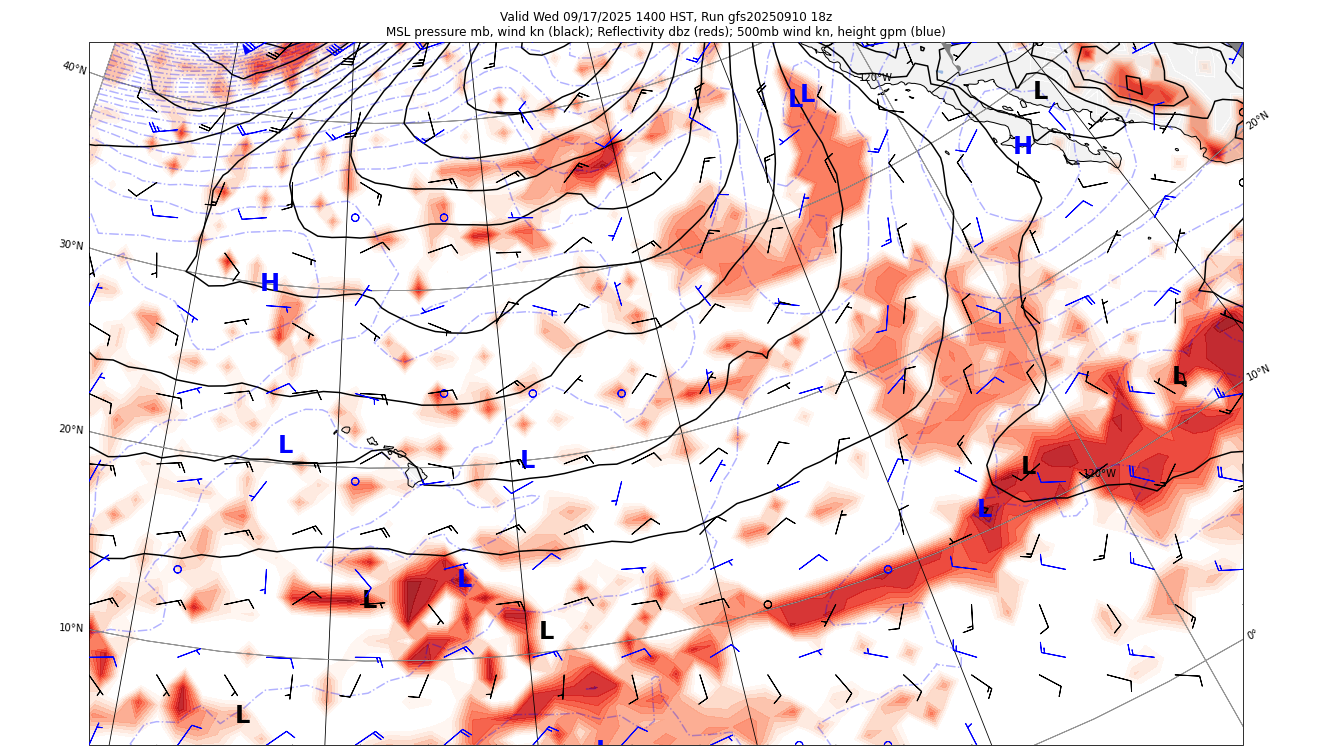 Valid Wed 09/17/2025 1400 HST, Run gfs20250910 18z
MSL pressure mb, wind kn (black); Reflectivity dbz (reds); 500mb wind kn, height gpm (blue)
40°N
120°W
L
L L
20°N
H
30°N
H
10°N
L
20°N
L
L
L
120°W
L
L
L
10°N
L
0°
L
L